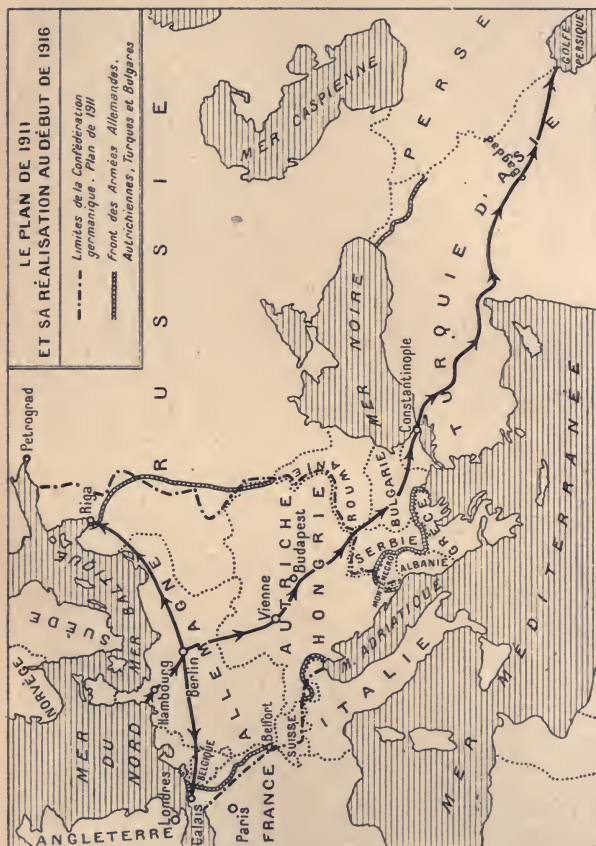 LE PLAN DE 1911
ET SA RÉALISATION AU DÉBUT DE 1916
Limites de la Confédération
germanique. Plan de 1911
Front des Armées Allemandes,
Autrichiennes, Turques et Bulgares
NORVÈGE
SUÈDE
Petrograd
MER BALTIQUE
Riga
RUSSIE
MER
DU
NORD
Hambourg
ANGLETERRE
Londres
Calais
BELGIQUE
Berlin
ALLEMAGNE
Paris
FRANCE
Belfort
SUISSE
Vienne
AUTRICHE
Budapest
HONGRIE
ROUMANIE
ITALIE
M. ADRIATIQUE
SERBIE
MONTÉNÉGRO
ALBANIE
BULGARIE
GRÈCE
MER NOIRE
MER CASPIENNE
Constantinople
TURQUIE D'ASIE
PERSE
Bagdad
GOLFE
PERSIQUE
MER MÉDITERRANÉE